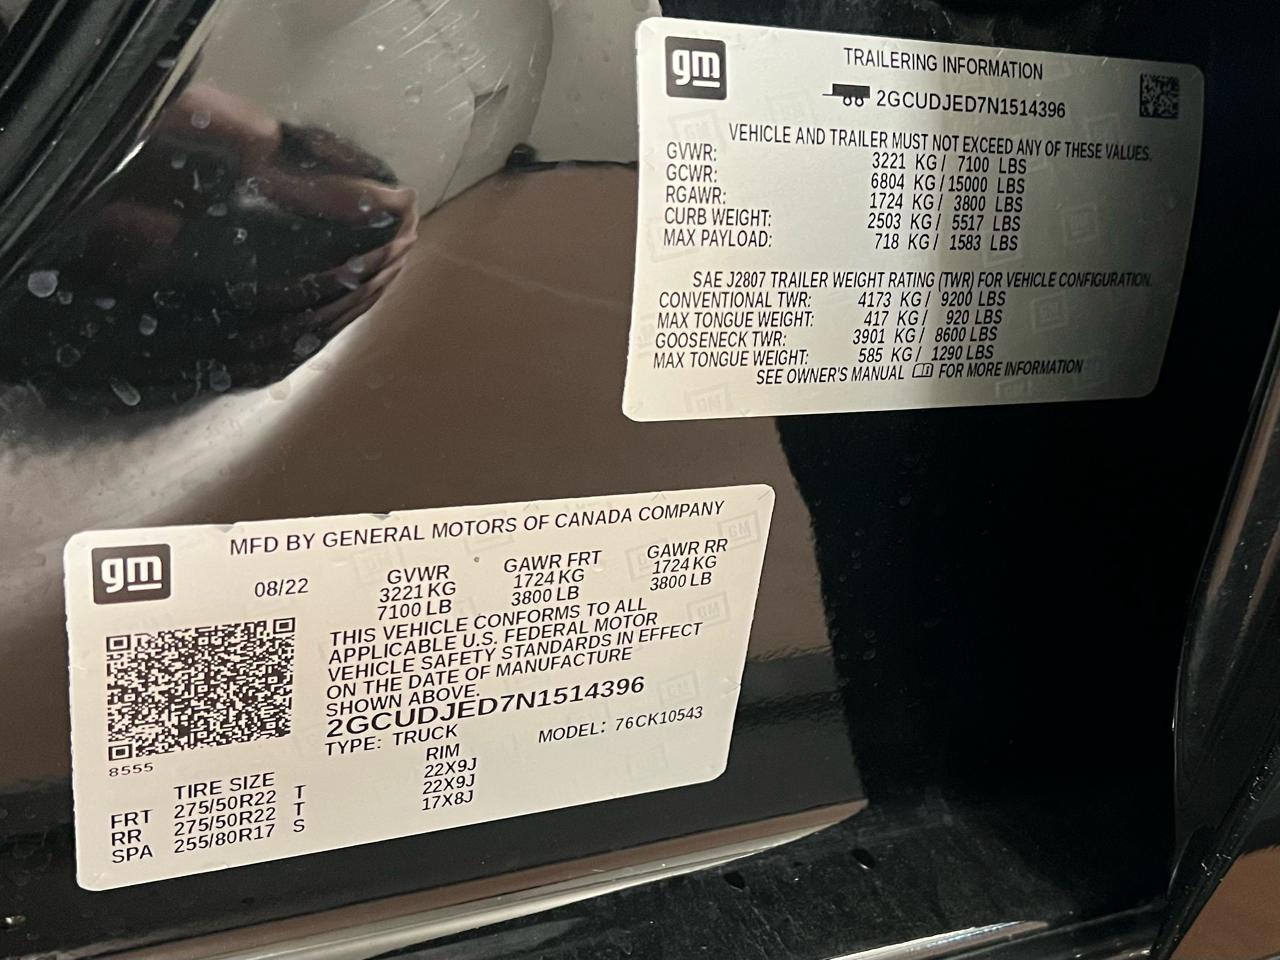 gm
TRAILERING INFORMATION
2GCUDJED7N1514396
VEHICLE AND TRAILER MUST NOT EXCEED ANY OF THESE VALUES.
GVWR: 3221 KG / 7100 LBS
GCWR: 6804 KG / 15000 LBS
RGAWR: 1724 KG / 3800 LBS
CURB WEIGHT: 2503 KG / 5517 LBS
MAX PAYLOAD: 718 KG / 1583 LBS
SAE J2807 TRAILER WEIGHT RATING (TWR) FOR VEHICLE CONFIGURATION.
CONVENTIONAL TWR: 4173 KG / 9200 LBS
MAX TONGUE WEIGHT: 417 KG / 920 LBS
GOOSENECK TWR: 3901 KG / 8600 LBS
MAX TONGUE WEIGHT: 585 KG / 1290 LBS
SEE OWNER'S MANUAL FOR MORE INFORMATION
gm
MFD BY GENERAL MOTORS OF CANADA COMPANY
08/22 GVWR GAWR FRT GAWR RR
3221 KG 1724 KG 1724 KG
7100 LB 3800 LB 3800 LB
THIS VEHICLE CONFORMS TO ALL
APPLICABLE U.S. FEDERAL MOTOR
VEHICLE SAFETY STANDARDS IN EFFECT
ON THE DATE OF MANUFACTURE
SHOWN ABOVE.
2GCUDJED7N1514396
TYPE: TRUCK MODEL: 76CK10543
8555
TIRE SIZE RIM
FRT 275/50R22 T 22X9J
RR 275/50R22 T 22X9J
SPA 255/80R17 S 17X8J